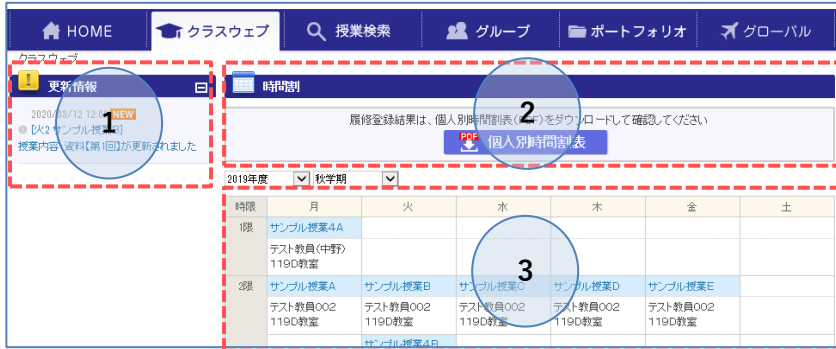 HOME
クラスウェブ
授業検索
グループ
ポートフォリオ
グローバル
クラスウェブ
更新情報
2020/03/12 12:0 NEW
[火2 サンプル授業B]
授業内容・資料【第1回】が更新されました
1
時間割
履修登録結果は、個人別時間割表(PDF)をダウンロードして確認してください
PDF 個人別時間割表
2
2019年度 秋学期
時限 月 火 水 木 金 土
1限 サンプル授業4A
テスト教員(中野)
119D教室
2限 サンプル授業A サンプル授業B サンプル授業C サンプル授業D サンプル授業E
テスト教員002 テスト教員002 テスト教員002 テスト教員002 テスト教員002
119D教室 119D教室 119D教室 119D教室 119D教室
サンプル授業4B
3